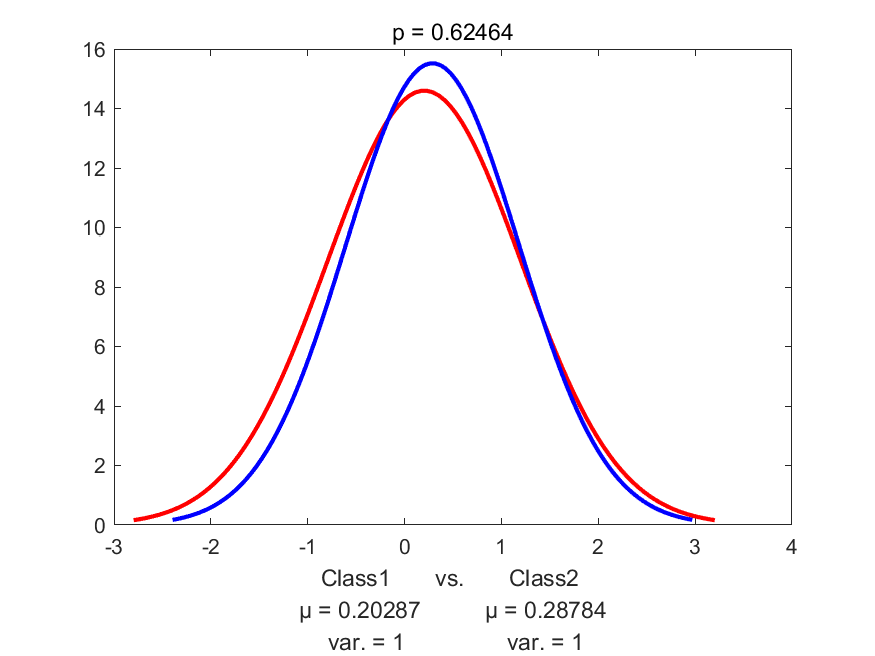 p = 0.62464
16
14
12
10
8
6
4
2
0
-3 -2 -1 0 1 2 3 4
Class1 vs. Class2
μ = 0.20287 μ = 0.28784
var. = 1 var. = 1